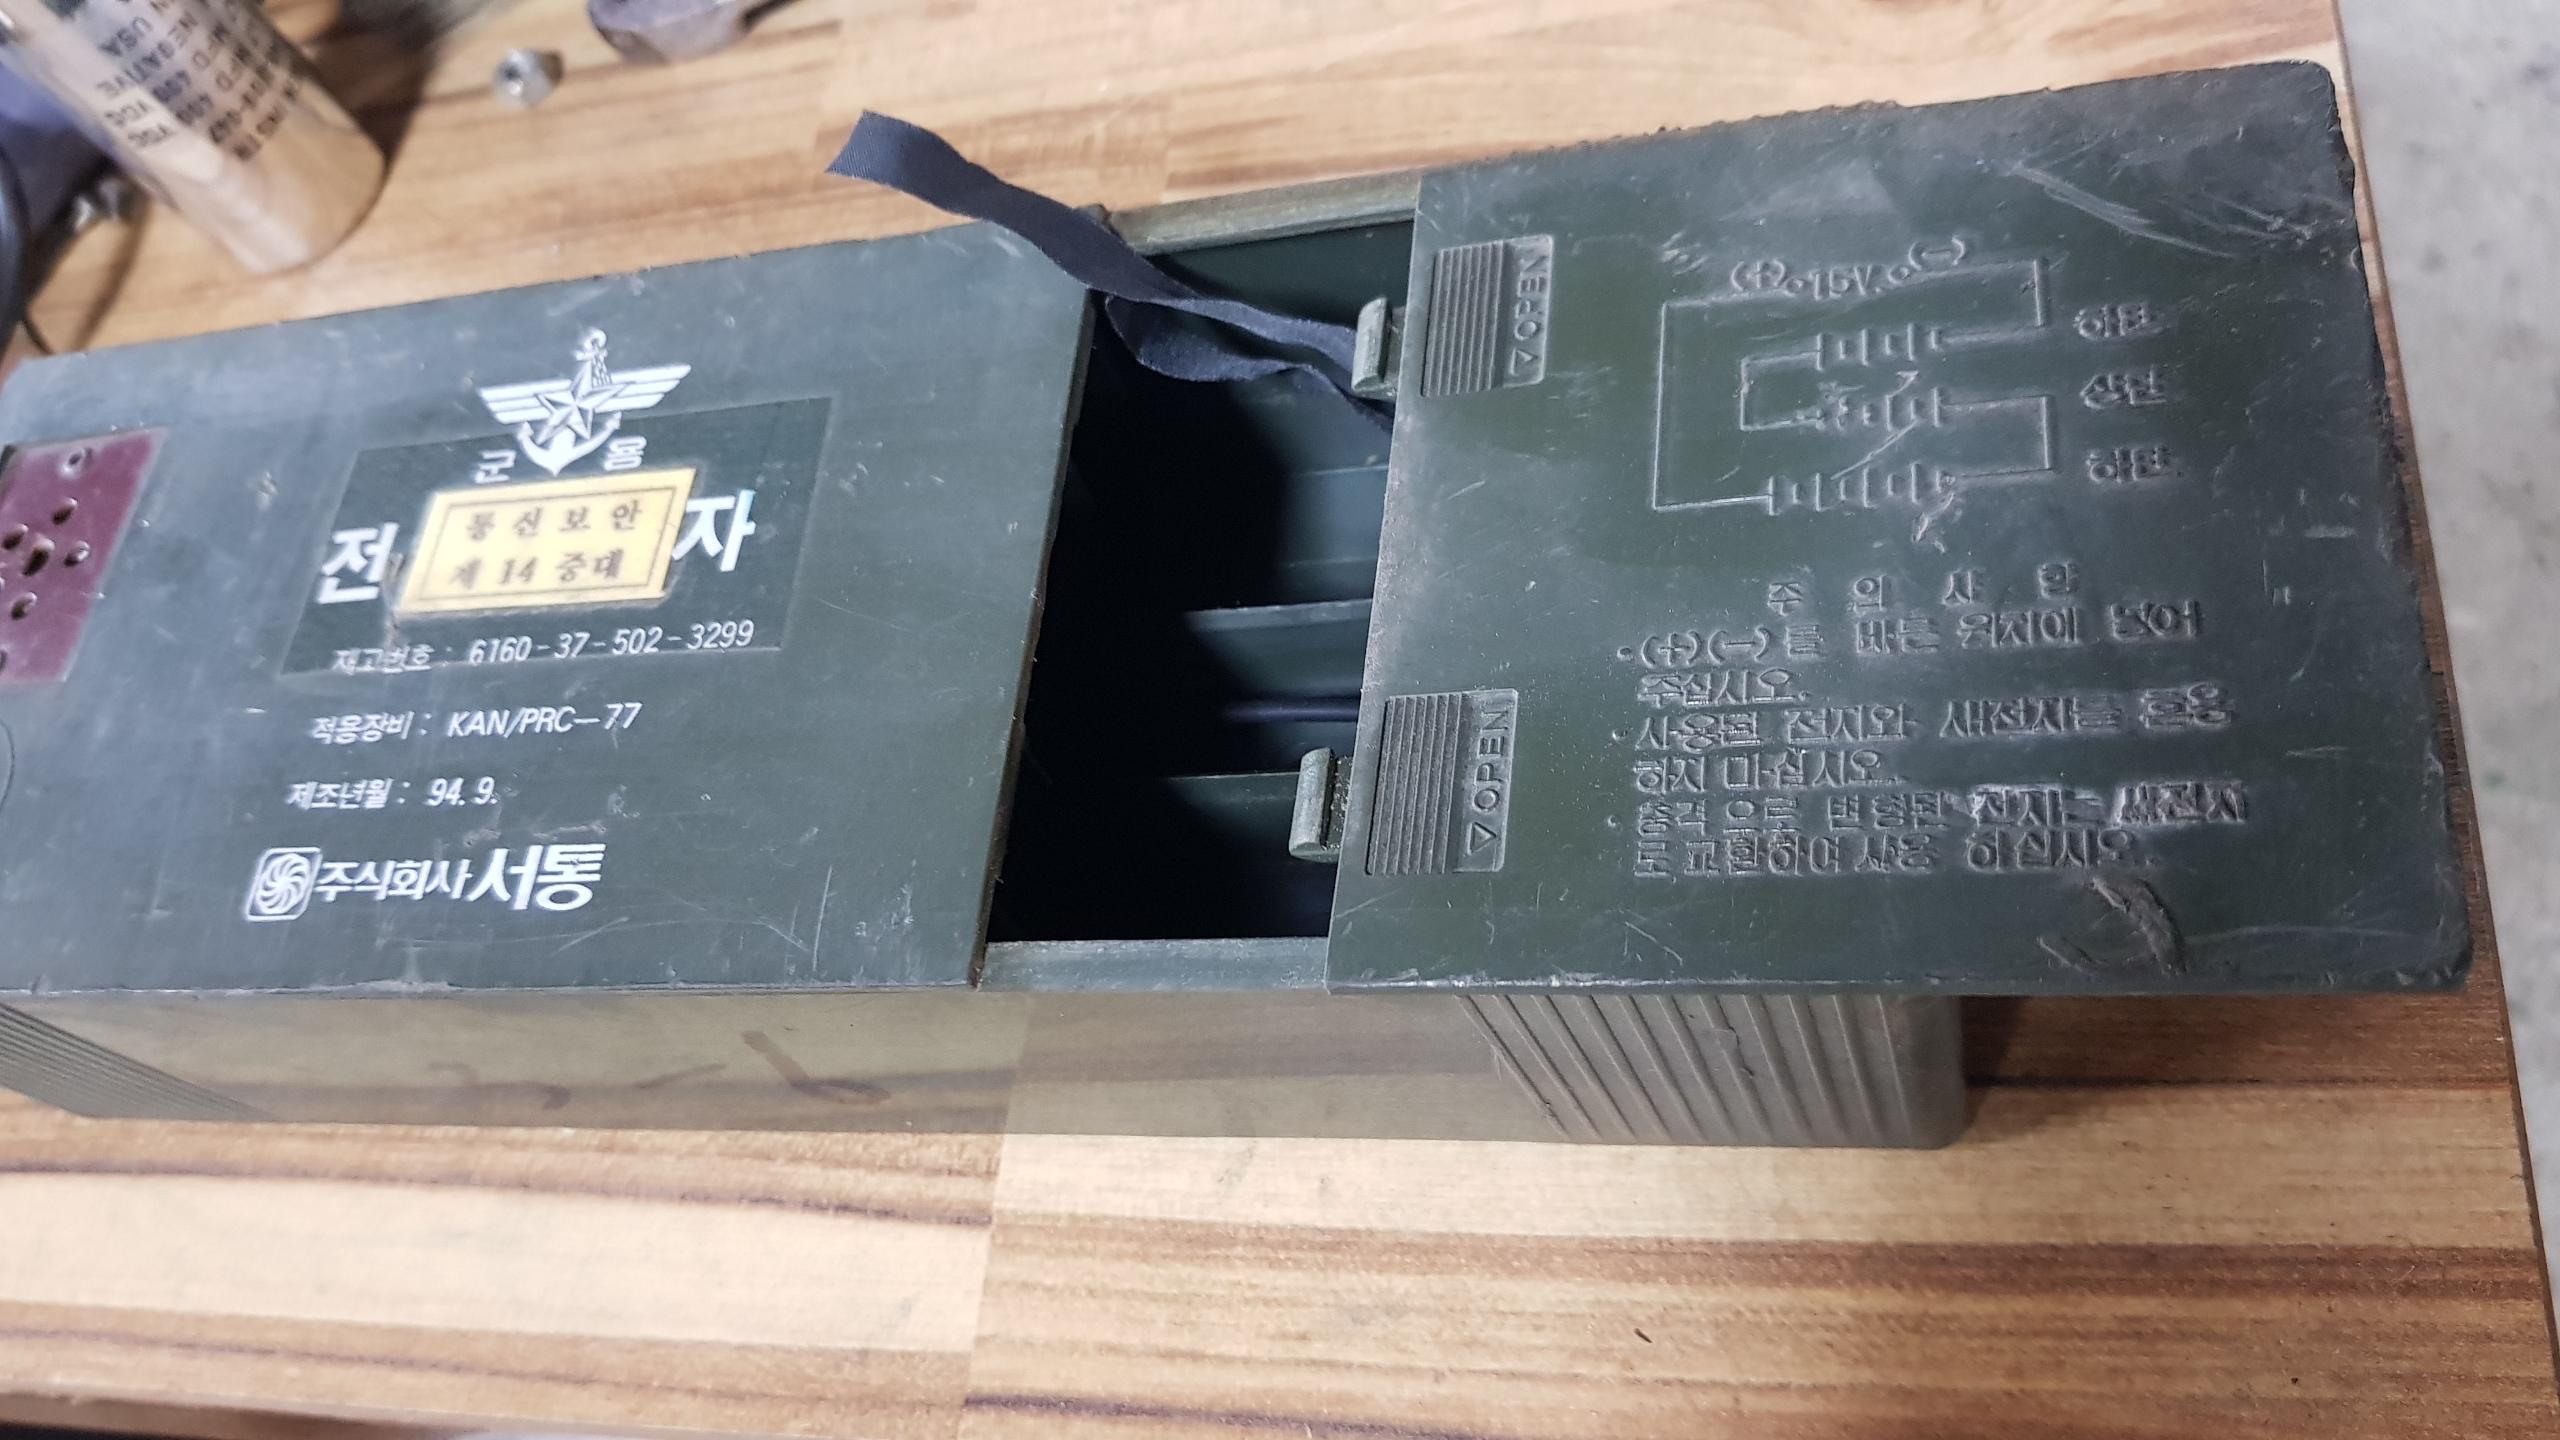 군 용
전 자
통 신 보 안
제 14 중대
재고번호 : 6160-37-502-3299
적용장비 : KAN/PRC-77
제조년월 : 94. 9.
주식회사 서통
▽ OPEN
▽ OPEN
(+) 15V. (-)
하단
상단
하단
주 의 사 항
· (+) (-) 를 바른 위치에 넣어
주십시오.
· 사용된 전지와 새전지를 혼용
하지 마십시오.
· 충격으로 변형된 전지는 새전지
로 교환하여 사용 하십시오.
NEGATIVE
USA